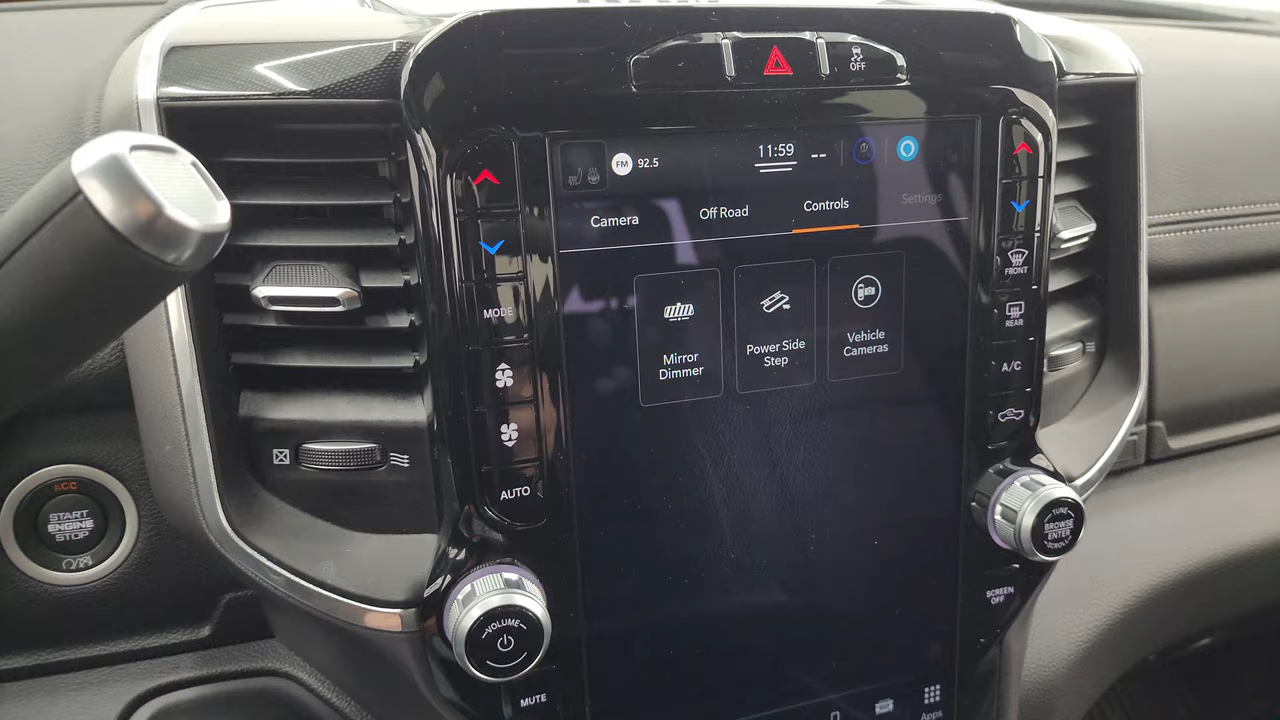 OFF
FM 92.5
11:59
--
Camera
Off Road
Controls
Settings
Mirror
Dimmer
Power Side
Step
Vehicle
Cameras
MODE
AUTO
FRONT
REAR
A/C
ACC
START
ENGINE
STOP
VOLUME
MUTE
TUNE
BROWSE
ENTER
SCROLL
SCREEN
OFF
Apps